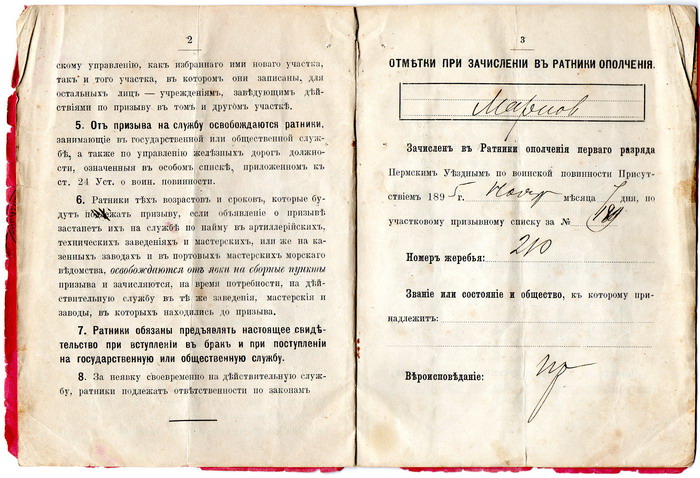 2
скому управленію, какъ избраннаго ими новаго участка,
такъ и того участка, въ которомъ они записаны, для
остальныхъ лицъ — учрежденіямъ, завѣдующимъ дѣй-
ствіями по призыву въ томъ и другомъ участкѣ.
5. Отъ призыва на службу освобождаются ратники,
занимающіе въ государственной или общественной служ-
бѣ, а также по управленію желѣзныхъ дорогъ должно-
сти, означенныя въ особомъ спискѣ, приложенномъ къ
ст. 24 Уст. о воин. повинности.
6. Ратники тѣхъ возрастовъ и сроковъ, которые бу-
дутъ подлежать призыву, если объявленіе о призывѣ
застаетъ ихъ на службѣ по найму въ артиллерійскихъ,
техническихъ заведеніяхъ и мастерскихъ, или же на ка-
зенныхъ заводахъ и въ портовыхъ мастерскихъ морскаго
вѣдомства, освобождаются отъ явки на сборные пункты
призыва и зачисляются, на время потребности, на дѣй-
ствительную службу въ тѣ же заведенія, мастерскія и
заводы, въ которыхъ находились до призыва.
7. Ратники обязаны предъявлять настоящее свидѣ-
тельство при вступленіи въ бракъ и при поступленіи
на государственную или общественную службу.
8. За неявку своевременно на дѣйствительную служ-
бу, ратники подлежатъ отвѣтственности по законамъ
3
ОТМѢТКИ ПРИ ЗАЧИСЛЕНІИ ВЪ РАТНИКИ ОПОЛЧЕНІЯ.
Зачисленъ въ Ратники ополченія перваго разряда
Пермскимъ Уѣзднымъ по воинской повинности Присут-
ствіемъ 1895 г. Нояб мѣсяца 7 дня, по
участковому призывному списку за №
Номеръ жеребья: 210
Званіе или состояніе и общество, къ которому при-
надлежитъ:
Вѣроисповѣданіе: пр